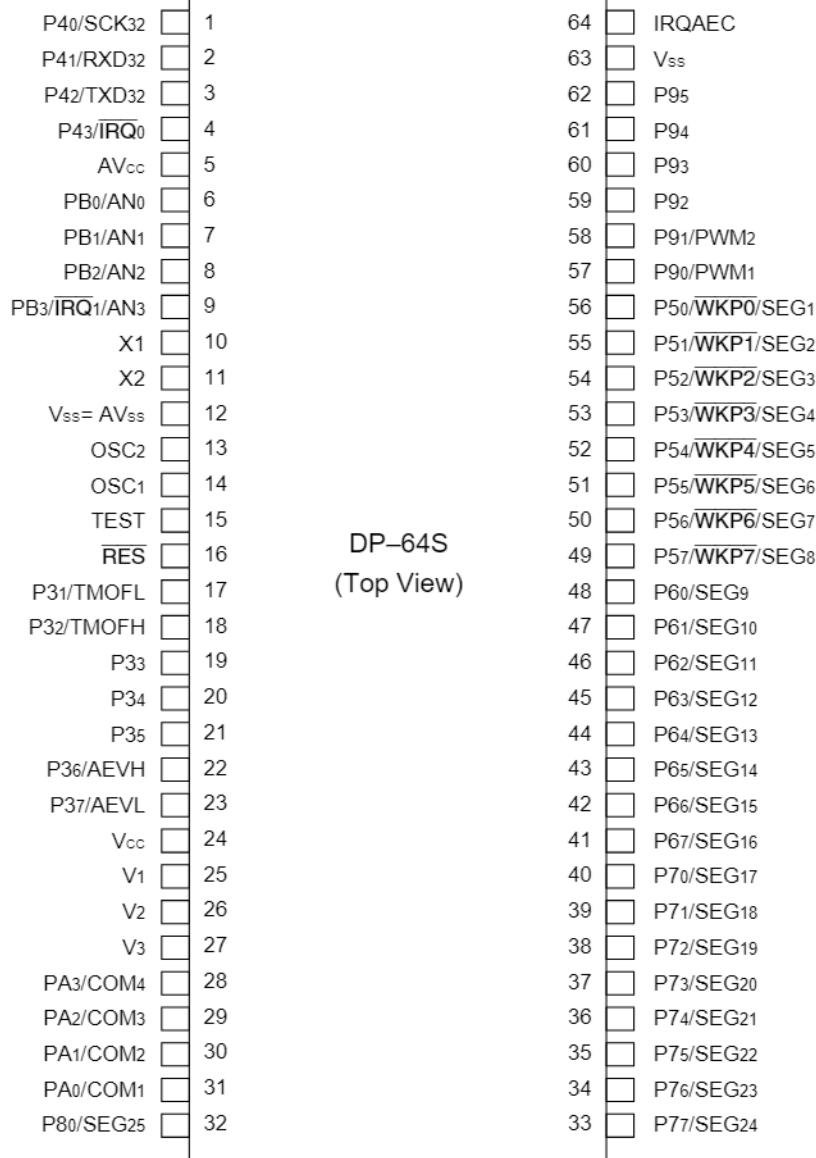 P40/SCK32 1 64 IRQAEC
P41/RXD32 2 63 Vss
P42/TXD32 3 62 P95
P43/IRQ0 4 61 P94
AVcc 5 60 P93
PB0/AN0 6 59 P92
PB1/AN1 7 58 P91/PWM2
PB2/AN2 8 57 P90/PWM1
PB3/IRQ1/AN3 9 56 P50/WKP0/SEG1
X1 10 55 P51/WKP1/SEG2
X2 11 54 P52/WKP2/SEG3
Vss= AVss 12 53 P53/WKP3/SEG4
OSC2 13 52 P54/WKP4/SEG5
OSC1 14 51 P55/WKP5/SEG6
TEST 15 50 P56/WKP6/SEG7
DP–64S
RES 16 49 P57/WKP7/SEG8
(Top View)
P31/TMOFL 17 48 P60/SEG9
P32/TMOFH 18 47 P61/SEG10
P33 19 46 P62/SEG11
P34 20 45 P63/SEG12
P35 21 44 P64/SEG13
P36/AEVH 22 43 P65/SEG14
P37/AEVL 23 42 P66/SEG15
Vcc 24 41 P67/SEG16
V1 25 40 P70/SEG17
V2 26 39 P71/SEG18
V3 27 38 P72/SEG19
PA3/COM4 28 37 P73/SEG20
PA2/COM3 29 36 P74/SEG21
PA1/COM2 30 35 P75/SEG22
PA0/COM1 31 34 P76/SEG23
P80/SEG25 32 33 P77/SEG24